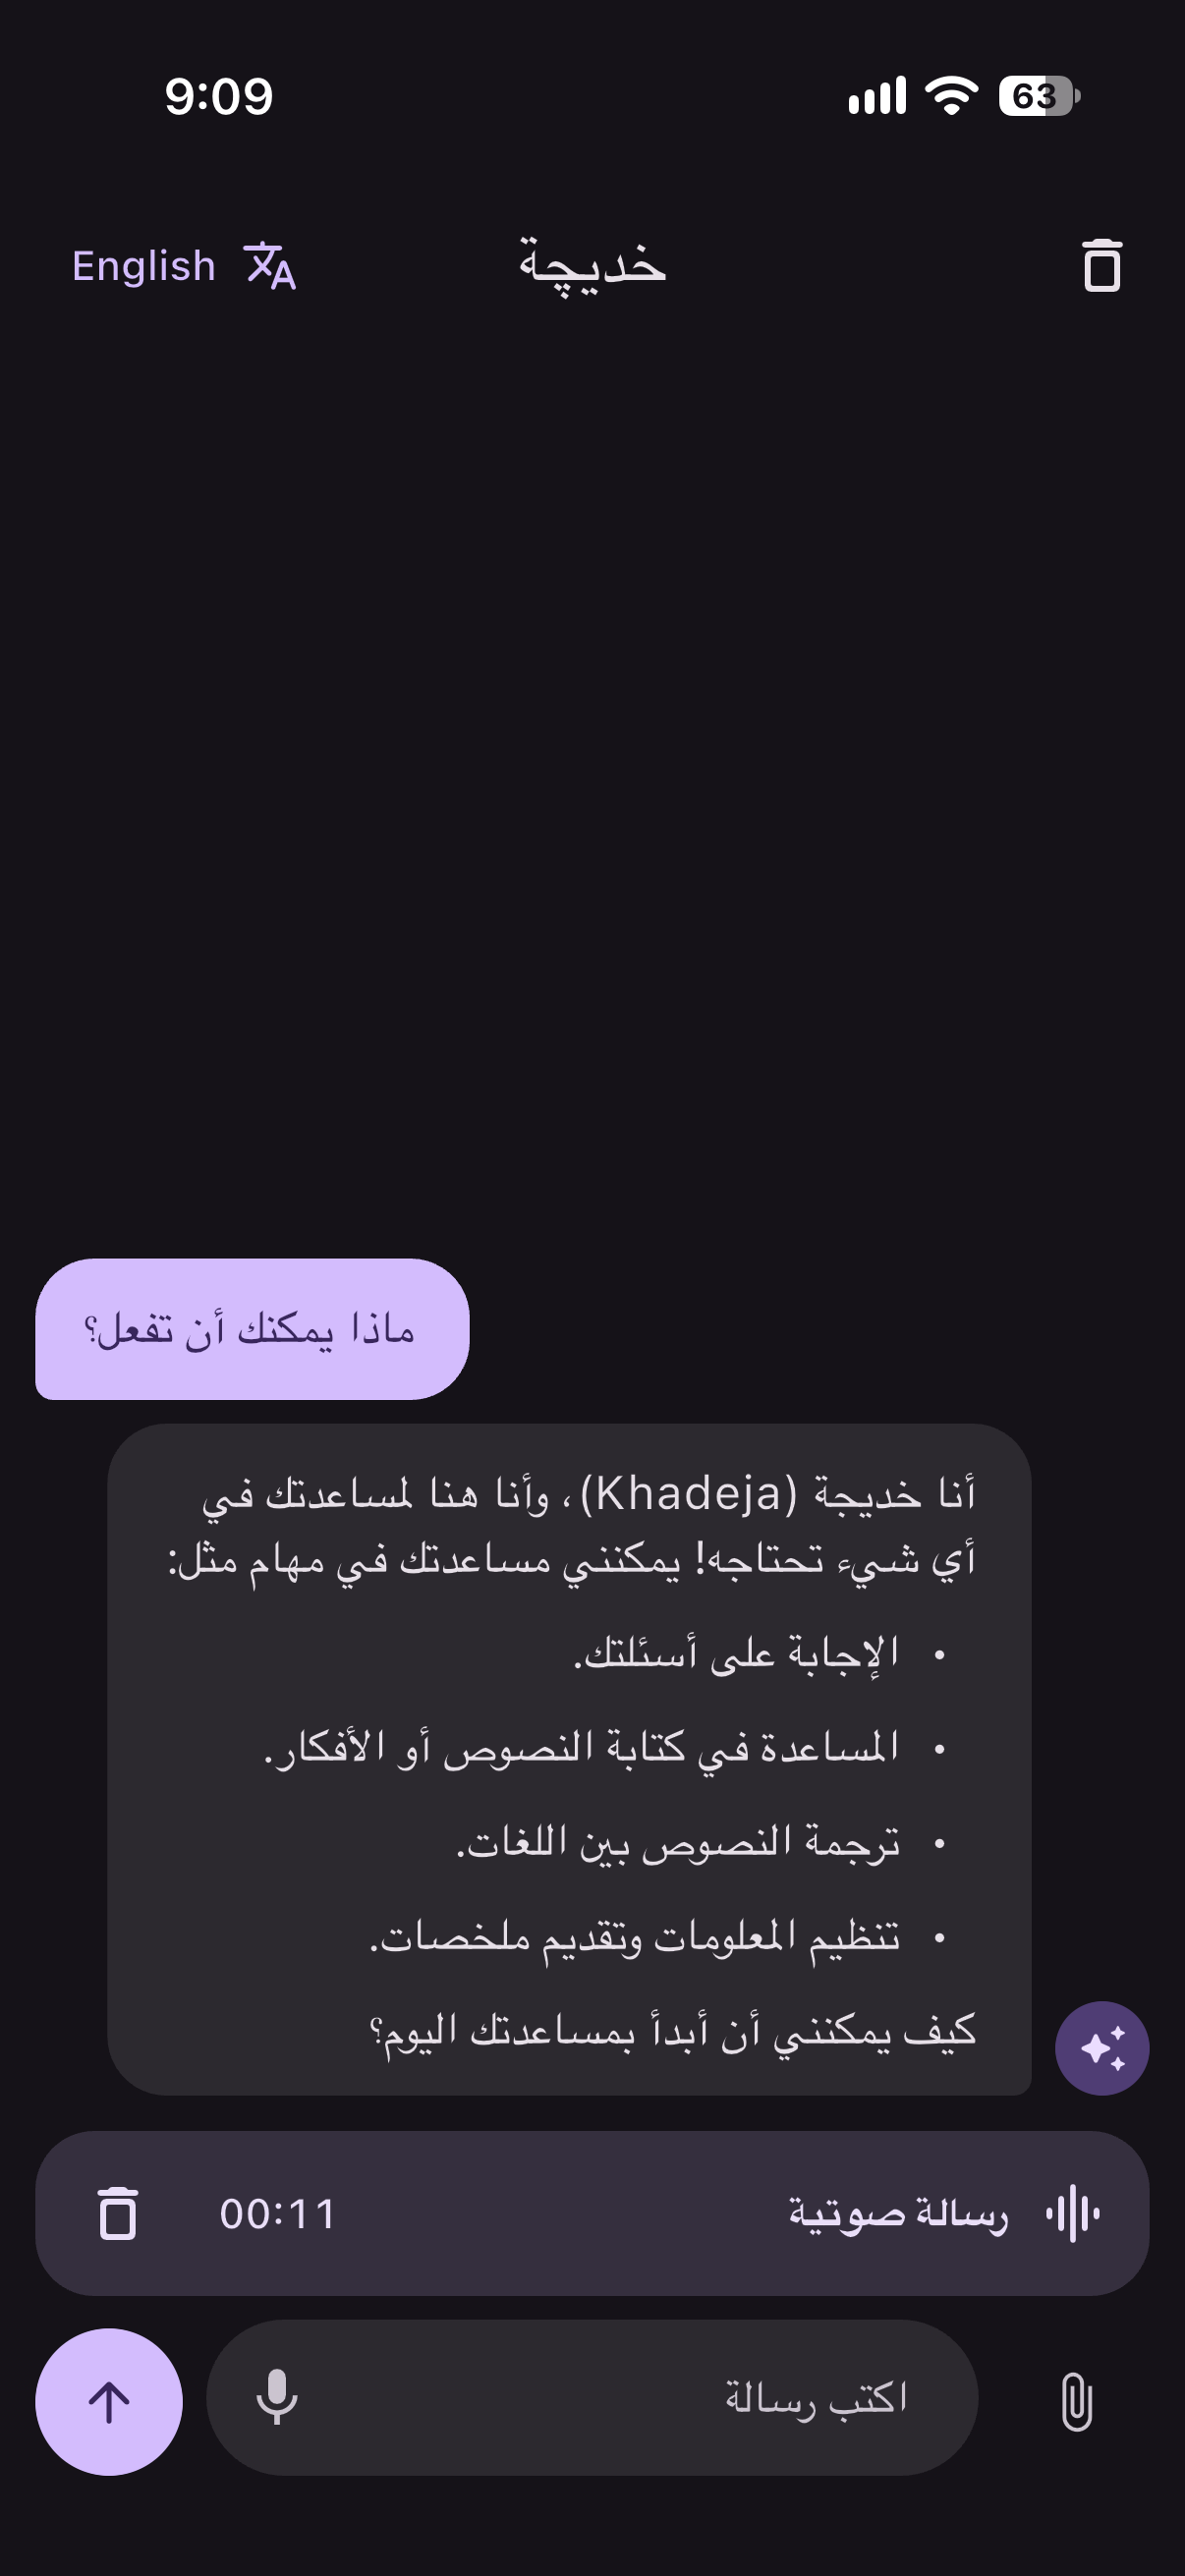 9:09
63
English
خديچة
ماذا يمكنك أن تفعل؟
أنا خديجة (Khadeja)، وأنا هنا لمساعدتك في
أي شيء تحتاجه! يمكنني مساعدتك في مهام مثل:
• الإجابة على أسئلتك.
• المساعدة في كتابة النصوص أو الأفكار.
• ترجمة النصوص بين اللغات.
• تنظيم المعلومات وتقديم ملخصات.
كيف يمكنني أن أبدأ بمساعدتك اليوم؟
رسالة صوتية
00:11
اكتب رسالة